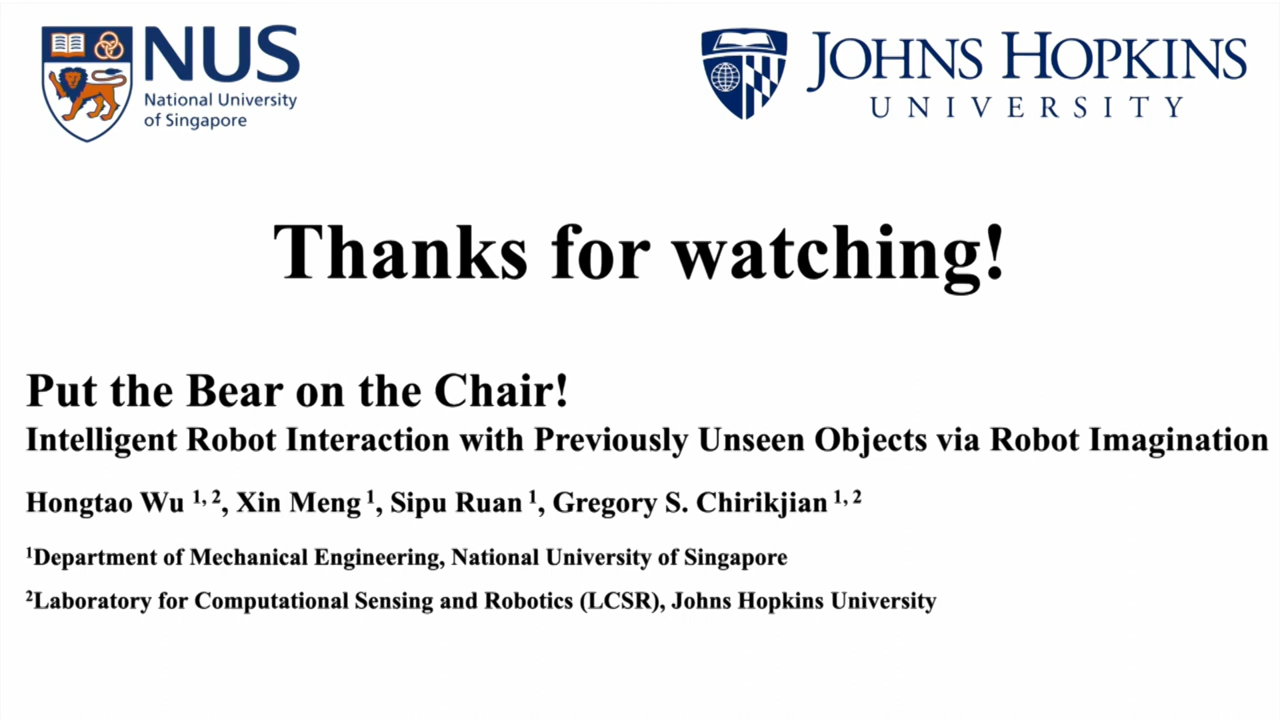 NUS
National University
of Singapore
JOHNS HOPKINS
UNIVERSITY
Thanks for watching!
Put the Bear on the Chair!
Intelligent Robot Interaction with Previously Unseen Objects via Robot Imagination
Hongtao Wu 1, 2, Xin Meng 1, Sipu Ruan 1, Gregory S. Chirikjian 1, 2
1Department of Mechanical Engineering, National University of Singapore
2Laboratory for Computational Sensing and Robotics (LCSR), Johns Hopkins University